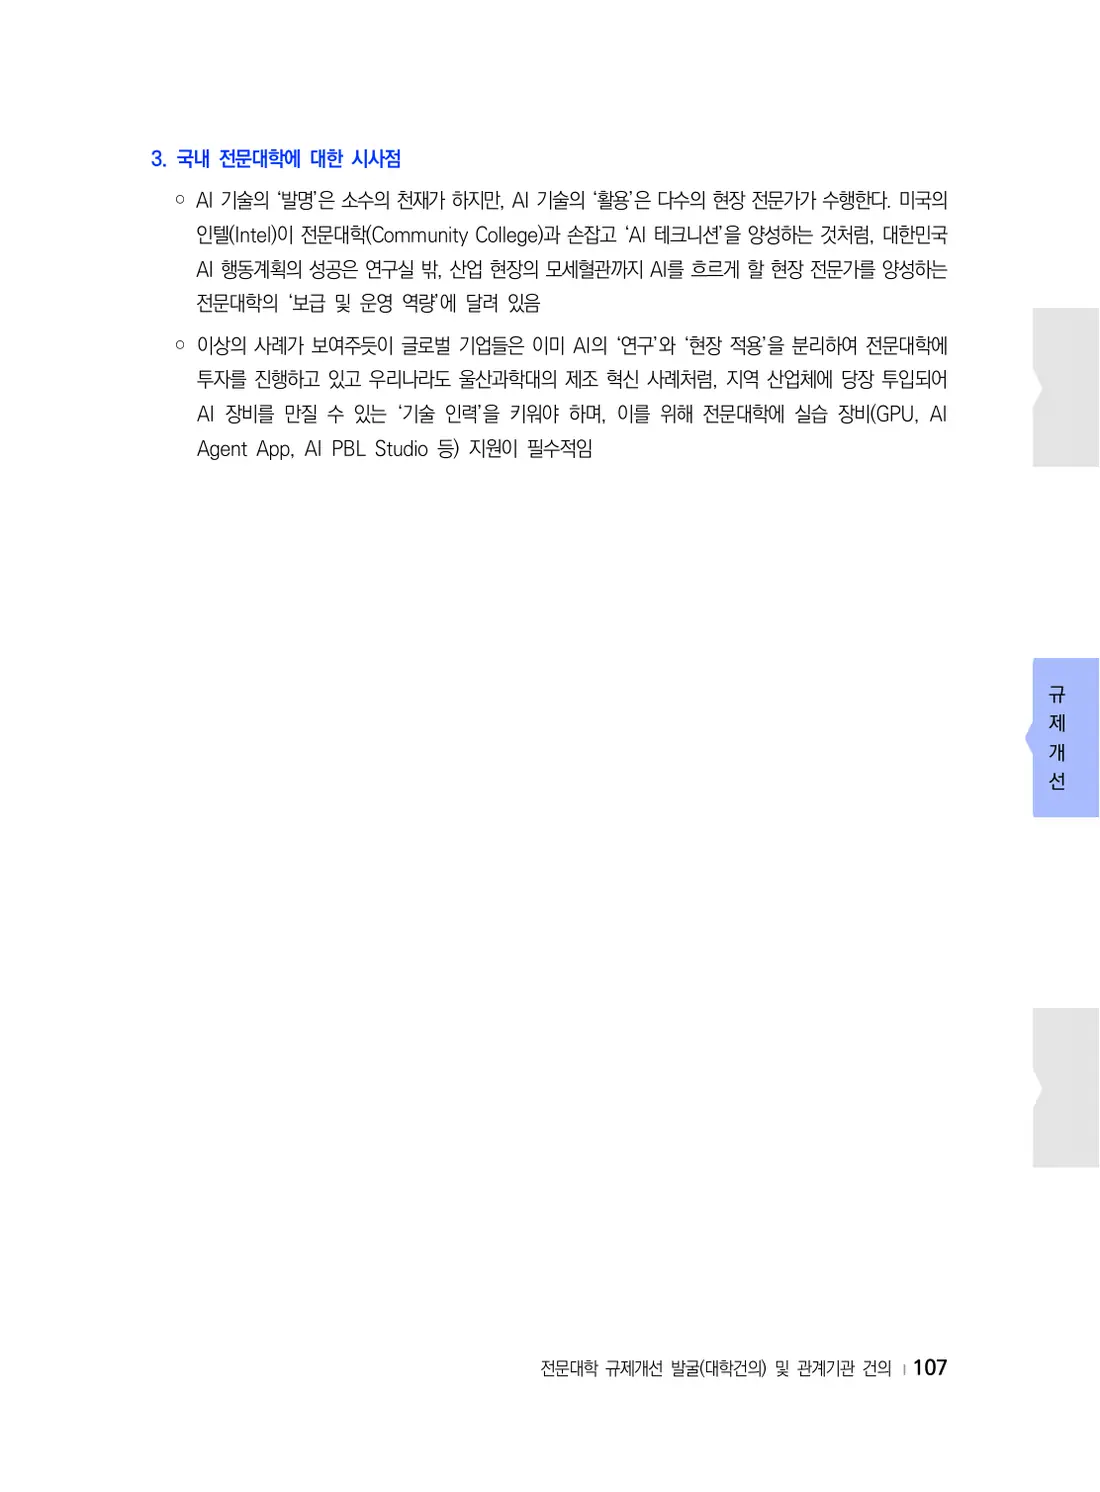 3. 국내 전문대학에 대한 시사점
○ AI 기술의 ‘발명’은 소수의 천재가 하지만, AI 기술의 ‘활용’은 다수의 현장 전문가가 수행한다. 미국의
인텔(Intel)이 전문대학(Community College)과 손잡고 ‘AI 테크니션’을 양성하는 것처럼, 대한민국
AI 행동계획의 성공은 연구실 밖, 산업 현장의 모세혈관까지 AI를 흐르게 할 현장 전문가를 양성하는
전문대학의 ‘보급 및 운영 역량’에 달려 있음
○ 이상의 사례가 보여주듯이 글로벌 기업들은 이미 AI의 ‘연구’와 ‘현장 적용’을 분리하여 전문대학에
투자를 진행하고 있고 우리나라도 울산과학대의 제조 혁신 사례처럼, 지역 산업체에 당장 투입되어
AI 장비를 만질 수 있는 ‘기술 인력’을 키워야 하며, 이를 위해 전문대학에 실습 장비(GPU, AI
Agent App, AI PBL Studio 등) 지원이 필수적임
규
제
개
선
전문대학 규제개선 발굴(대학건의) 및 관계기관 건의 | 107